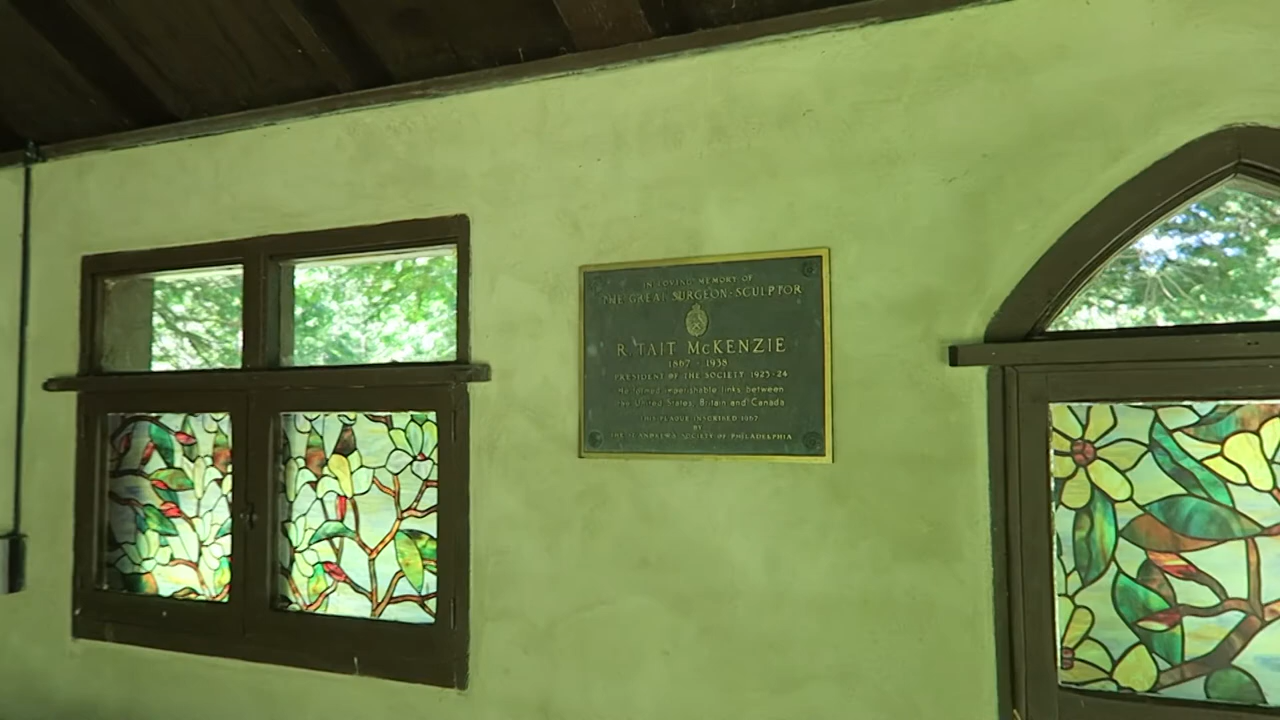 IN LOVING MEMORY OF
THE GREAT SURGEON-SCULPTOR
R. TAIT McKENZIE
1867 - 1938
PRESIDENT OF THE SOCIETY 1923-24
He formed imperishable links between
the United States, Britain and Canada
THIS PLAQUE INSCRIBED 1967
BY
THE ST. ANDREW'S SOCIETY OF PHILADELPHIA